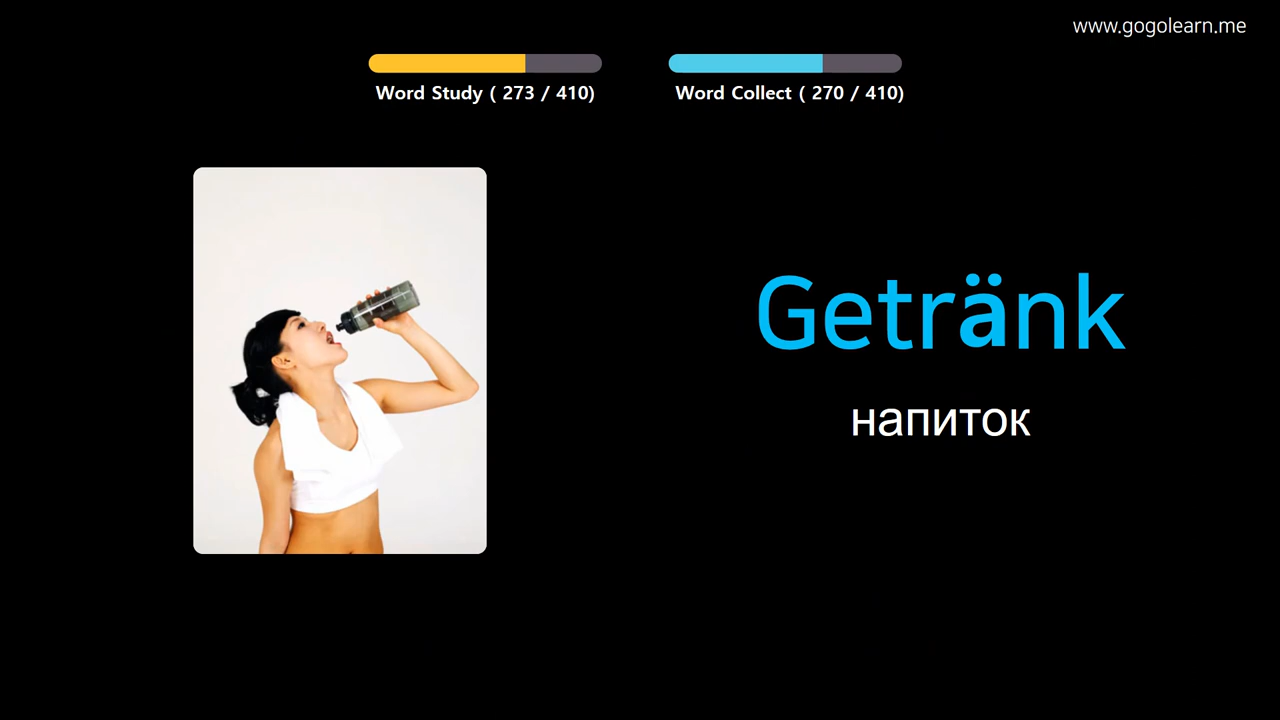 www.gogolearn.me
Word Study ( 273 / 410)
Word Collect ( 270 / 410)
Getränk
напиток